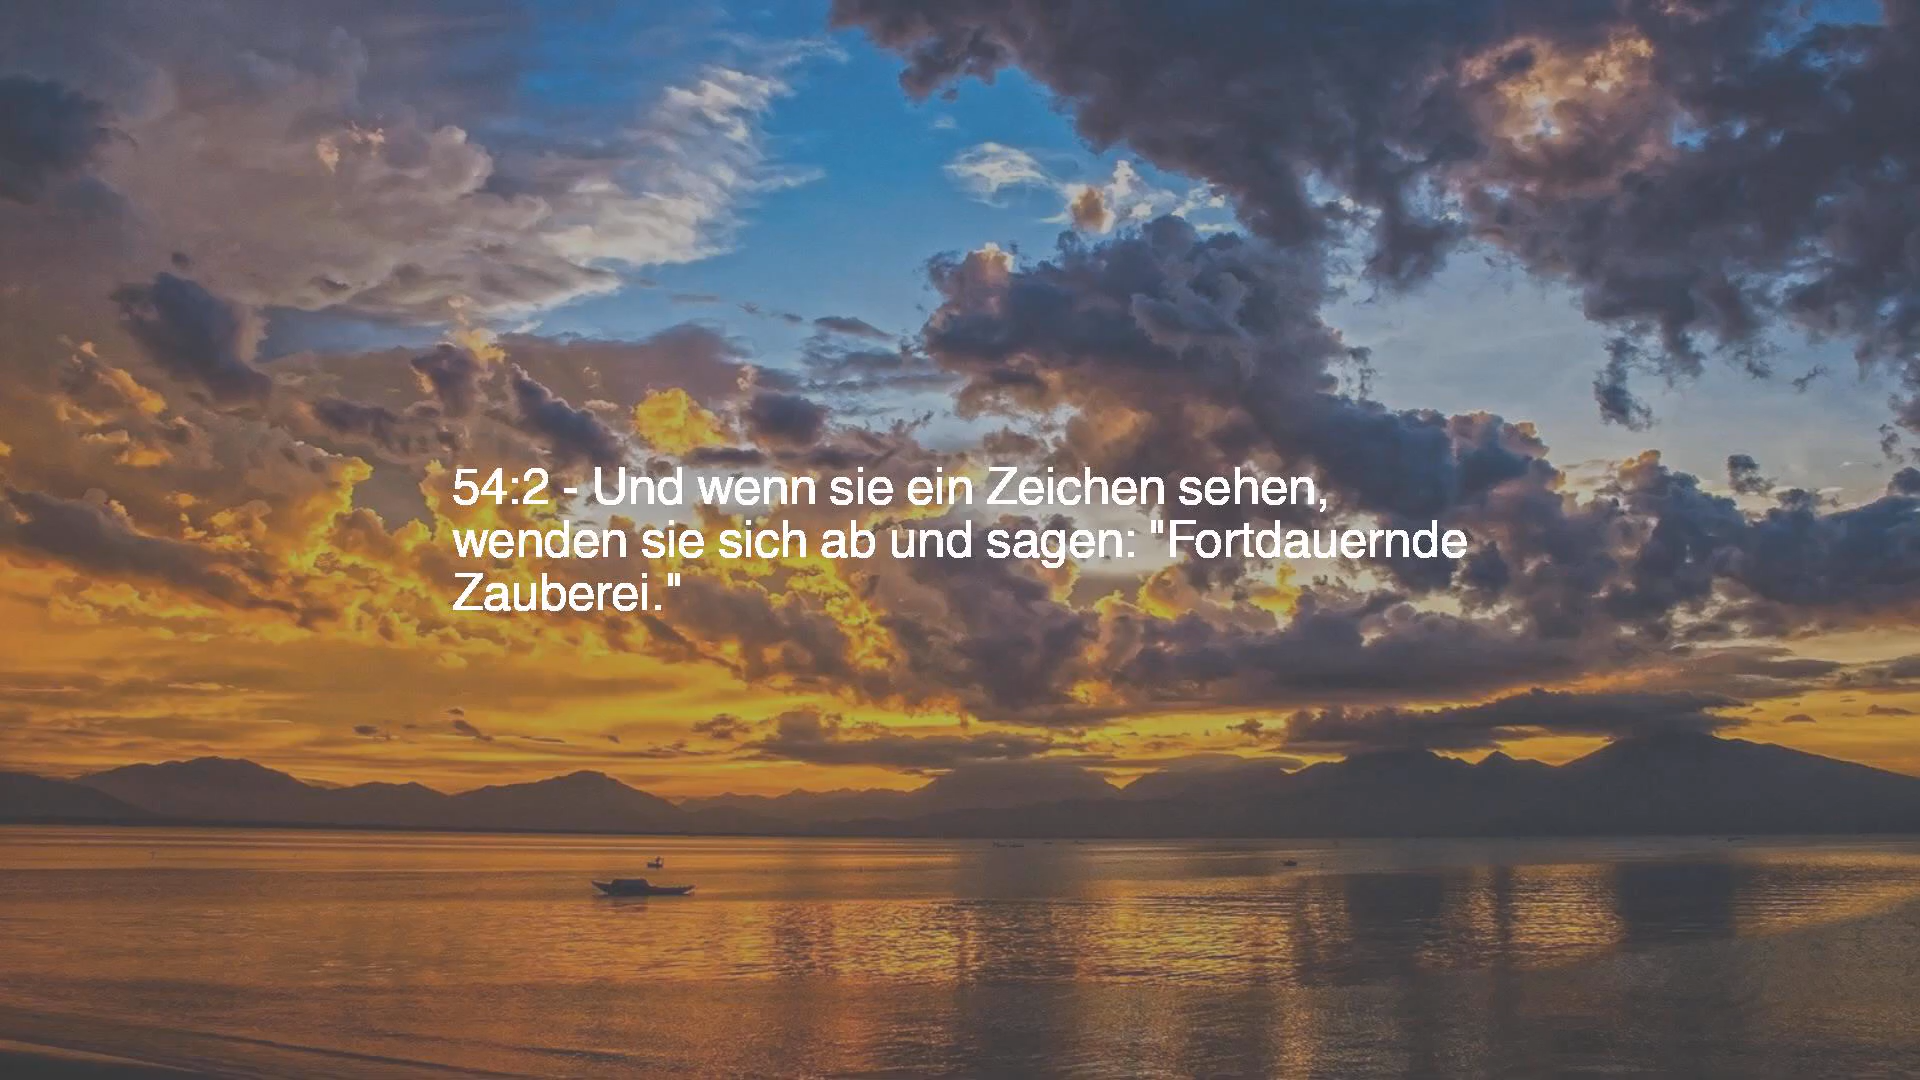 54:2 - Und wenn sie ein Zeichen sehen,
wenden sie sich ab und sagen: "Fortdauernde
Zauberei."